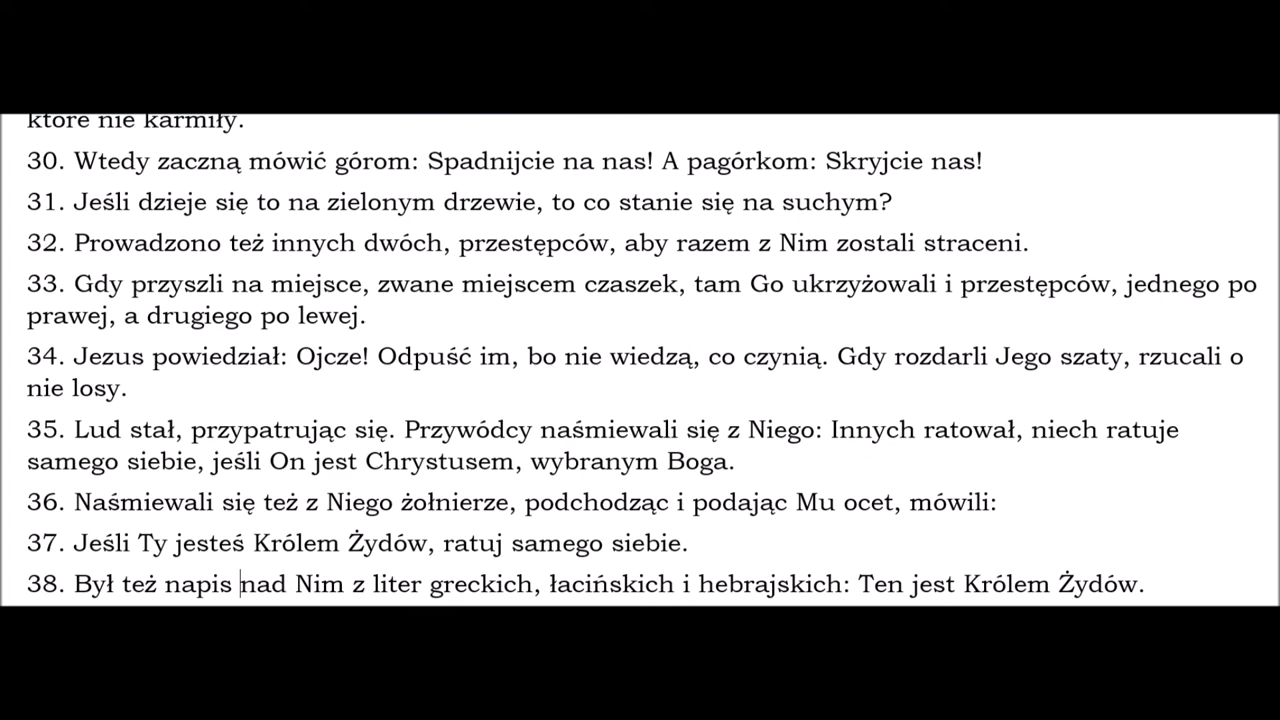 które nie karmiły.
30. Wtedy zaczną mówić górom: Spadnijcie na nas! A pagórkom: Skryjcie nas!
31. Jeśli dzieje się to na zielonym drzewie, to co stanie się na suchym?
32. Prowadzono też innych dwóch, przestępców, aby razem z Nim zostali straceni.
33. Gdy przyszli na miejsce, zwane miejscem czaszek, tam Go ukrzyżowali i przestępców, jednego po
prawej, a drugiego po lewej.
34. Jezus powiedział: Ojcze! Odpuść im, bo nie wiedzą, co czynią. Gdy rozdarli Jego szaty, rzucali o
nie losy.
35. Lud stał, przypatrując się. Przywódcy naśmiewali się z Niego: Innych ratował, niech ratuje
samego siebie, jeśli On jest Chrystusem, wybranym Boga.
36. Naśmiewali się też z Niego żołnierze, podchodząc i podając Mu ocet, mówili:
37. Jeśli Ty jesteś Królem Żydów, ratuj samego siebie.
38. Był też napis nad Nim z liter greckich, łacińskich i hebrajskich: Ten jest Królem Żydów.